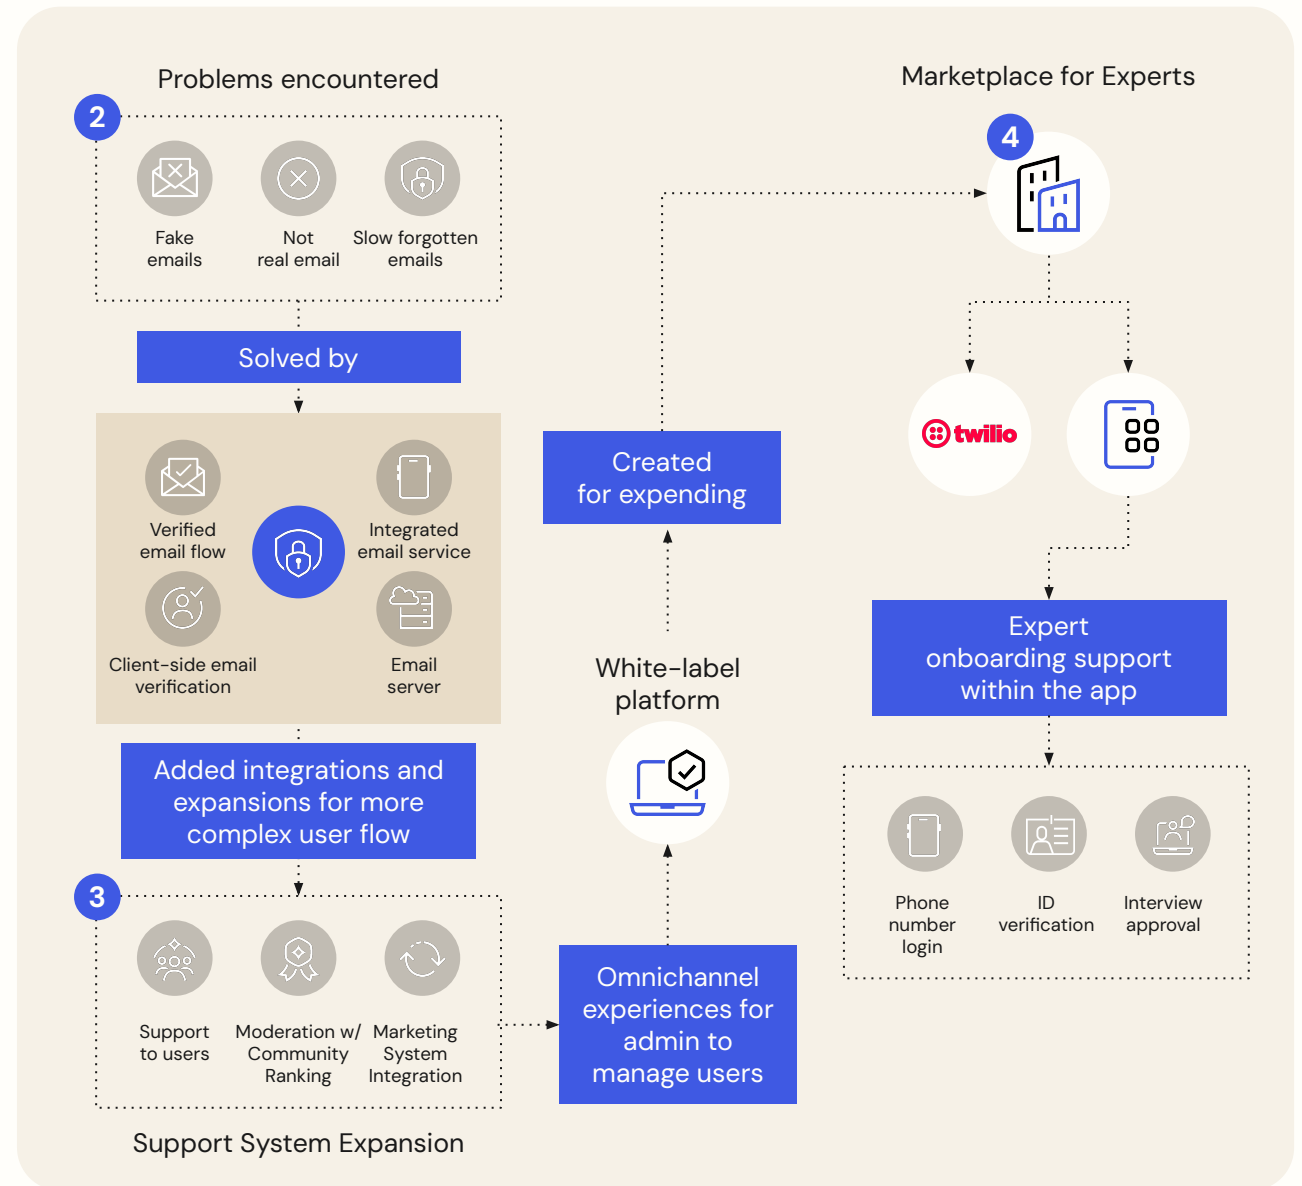 Problems encountered
2
Fake
emails
Not
real email
Slow forgotten
emails
Solved by
Verified
email flow
Integrated
email service
Client-side email
verification
Email
server
Added integrations and
expansions for more
complex user flow
3
Support
to users
Moderation w/
Community
Ranking
Marketing
System
Integration
Support System Expansion
Omnichannel
experiences for
admin to
manage users
White-label
platform
Created
for expending
Marketplace for Experts
4
twilio
Expert
onboarding support
within the app
Phone
number
login
ID
verification
Interview
approval